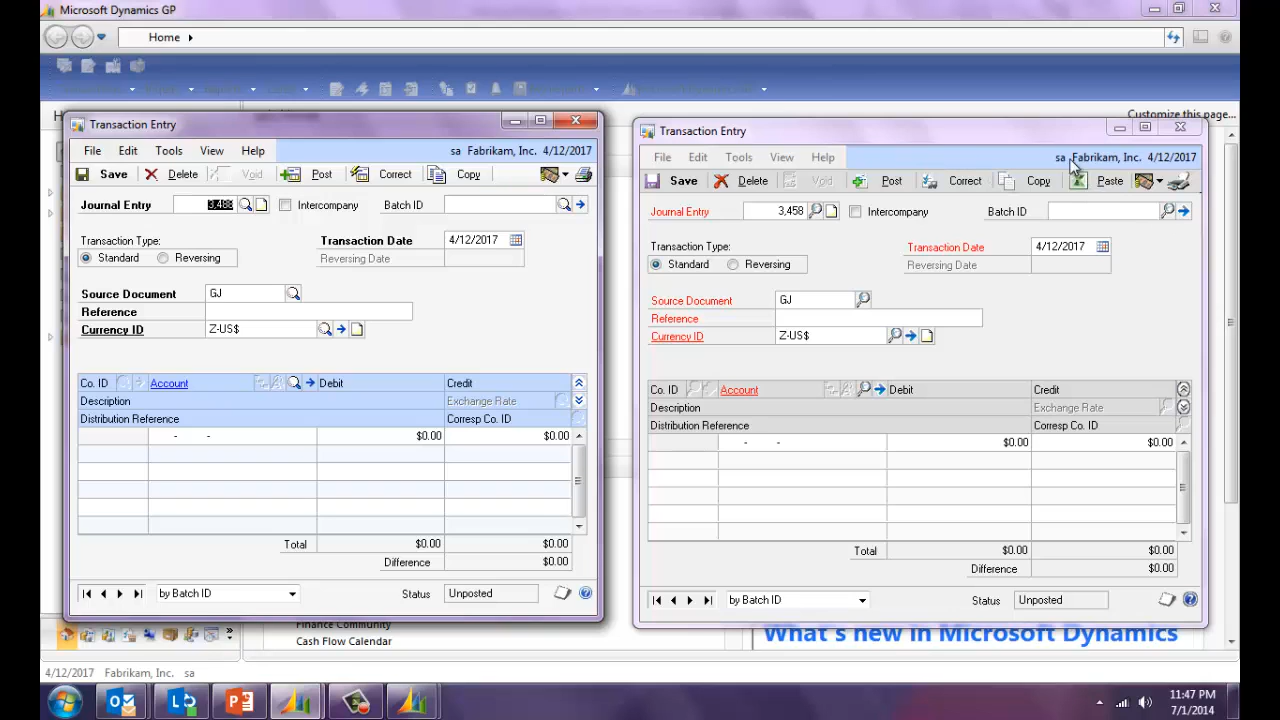 Microsoft Dynamics GP
Home
Customize this page...
Transaction Entry
File Edit Tools View Help
sa Fabrikam, Inc. 4/12/2017
Save Delete Void Post Correct Copy
Journal Entry
Intercompany
Batch ID
Transaction Type:
Standard Reversing
Transaction Date 4/12/2017
Reversing Date
Source Document GJ
Reference
Currency ID Z-US$
Co. ID Account Debit Credit
Description Exchange Rate
Distribution Reference Corresp Co. ID
- - $0.00 $0.00
Total $0.00 $0.00
Difference $0.00
by Batch ID Status Unposted
Transaction Entry
File Edit Tools View Help
sa Fabrikam, Inc. 4/12/2017
Save Delete Void Post Correct Copy Paste
Journal Entry 3,458 Intercompany Batch ID
Transaction Type:
Standard Reversing
Transaction Date 4/12/2017
Reversing Date
Source Document GJ
Reference
Currency ID Z-US$
Co. ID Account Debit Credit
Description Exchange Rate
Distribution Reference Corresp Co. ID
- - $0.00 $0.00
Total $0.00 $0.00
Difference $0.00
by Batch ID Status Unposted
Finance Community
Cash Flow Calendar
What's new in Microsoft Dynamics
4/12/2017 Fabrikam, Inc. sa
11:47 PM
7/1/2014